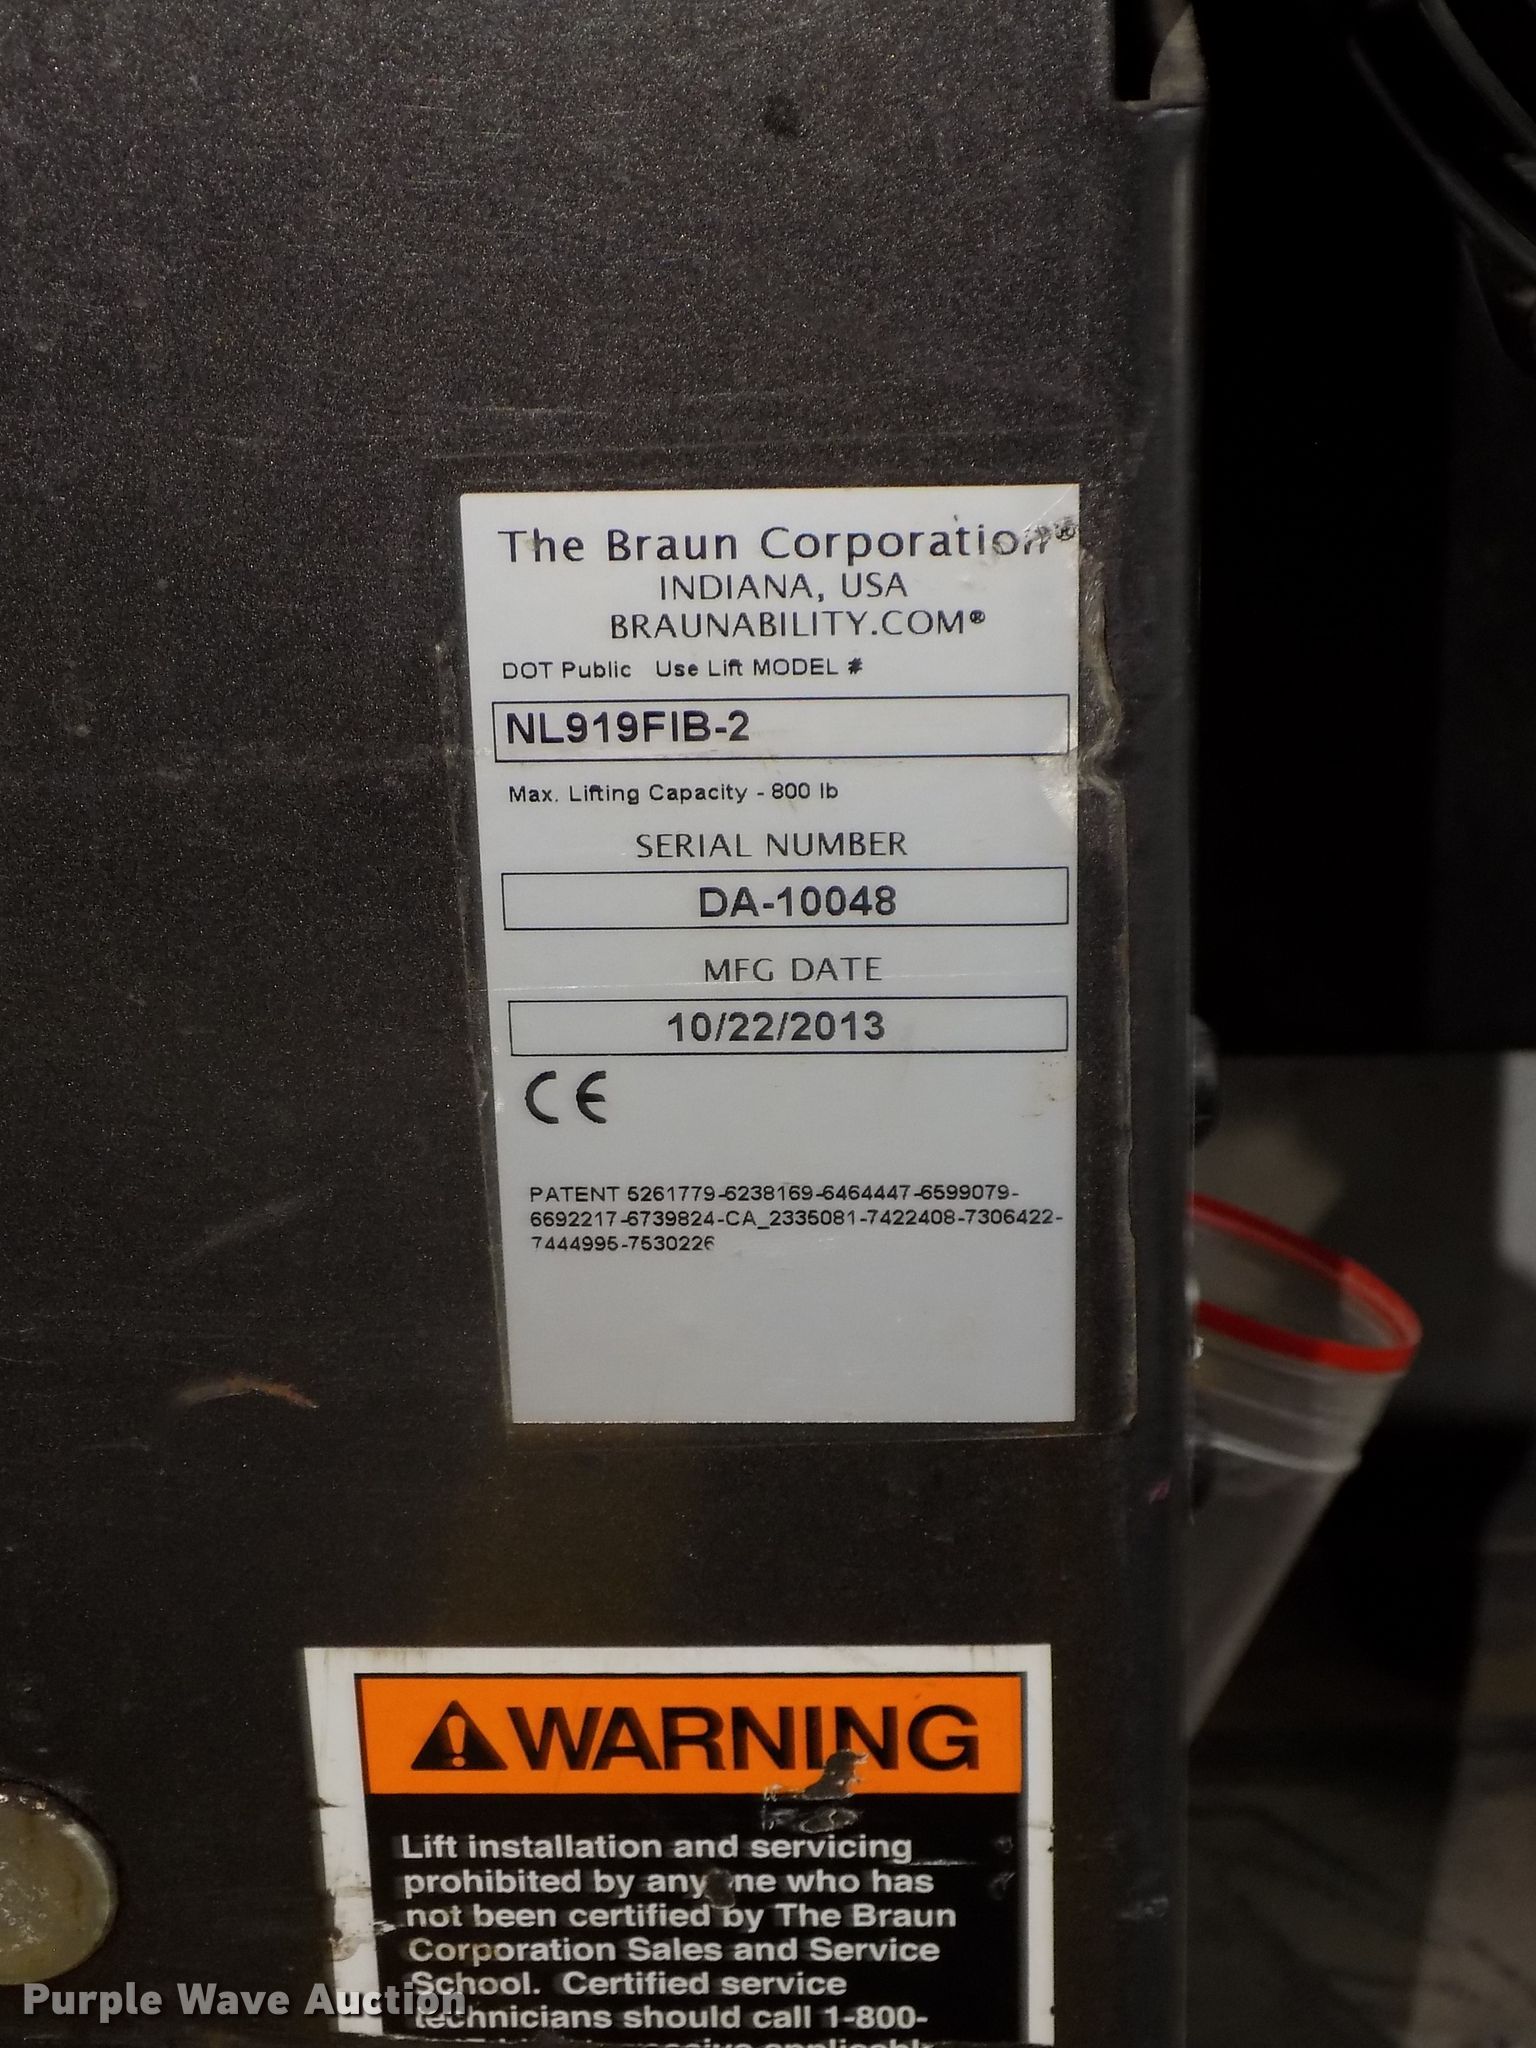 The Braun Corporation®
INDIANA, USA
BRAUNABILITY.COM®
DOT Public Use Lift MODEL #
NL919FIB-2
Max. Lifting Capacity - 800 lb
SERIAL NUMBER
DA-10048
MFG DATE
10/22/2013
CE
PATENT 5261779-6238169-6464447-6599079-
6692217-6739824-CA_2335081-7422408-7306422-
7444995-7530226
WARNING
Lift installation and servicing
prohibited by any ne who has
not been certified by The Braun
Corporation Sales and Service
School. Certified service
technicians should call 1-800-
Purple Wave Auction